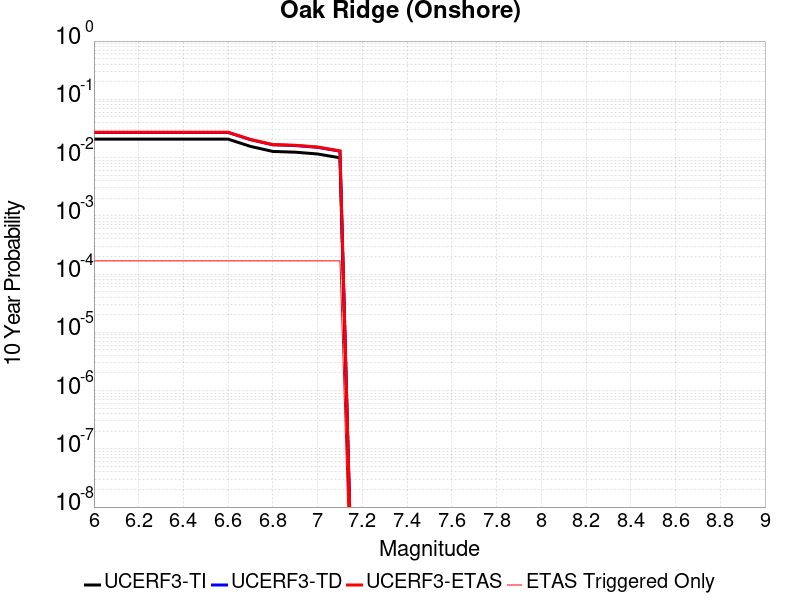 Oak Ridge (Onshore)
10 0
10 -1
10 -2
10 -3
10 -4
10 -5
10 -6
10 -7
10 -8
10 Year Probability
6 6.2 6.4 6.6 6.8 7 7.2 7.4 7.6 7.8 8 8.2 8.4 8.6 8.8 9
Magnitude
UCERF3-TI UCERF3-TD UCERF3-ETAS ETAS Triggered Only